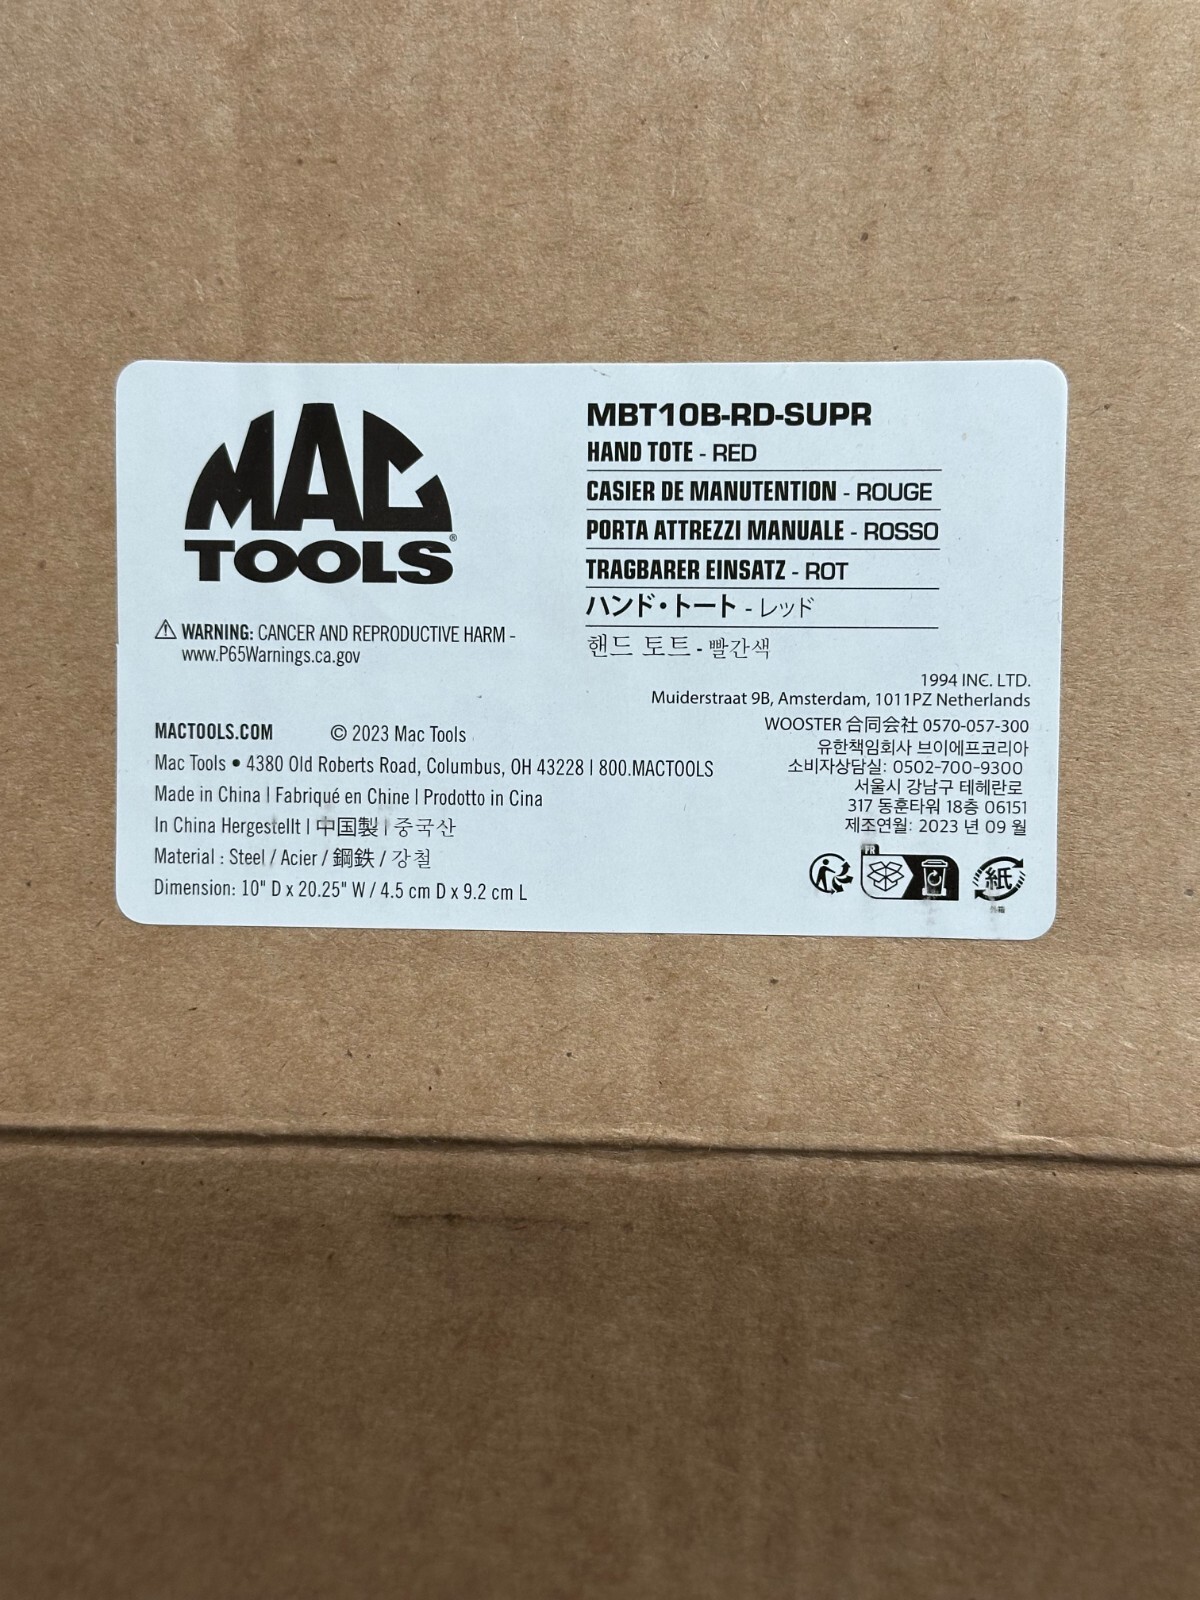 MAC
TOOLS®
⚠ WARNING: CANCER AND REPRODUCTIVE HARM -
www.P65Warnings.ca.gov
MBT10B-RD-SUPR
HAND TOTE - RED
CASIER DE MANUTENTION - ROUGE
PORTA ATTREZZI MANUALE - ROSSO
TRAGBARER EINSATZ - ROT
ハンド・トート - レッド
핸드 토트 - 빨간색
MACTOOLS.COM © 2023 Mac Tools
Mac Tools • 4380 Old Roberts Road, Columbus, OH 43228 | 800.MACTOOLS
Made in China | Fabriqué en Chine | Prodotto in Cina
In China Hergestellt | 中国製 | 중국산
Material : Steel / Acier / 鋼鉄 / 강철
Dimension: 10" D x 20.25" W / 4.5 cm D x 9.2 cm L
1994 INC. LTD.
Muiderstraat 9B, Amsterdam, 1011PZ Netherlands
WOOSTER 合同会社 0570-057-300
유한책임회사 브이에프코리아
소비자상담실: 0502-700-9300
서울시 강남구 테헤란로
317 동훈타워 18층 06151
제조연월: 2023 년 09 월
FR
紙
外箱